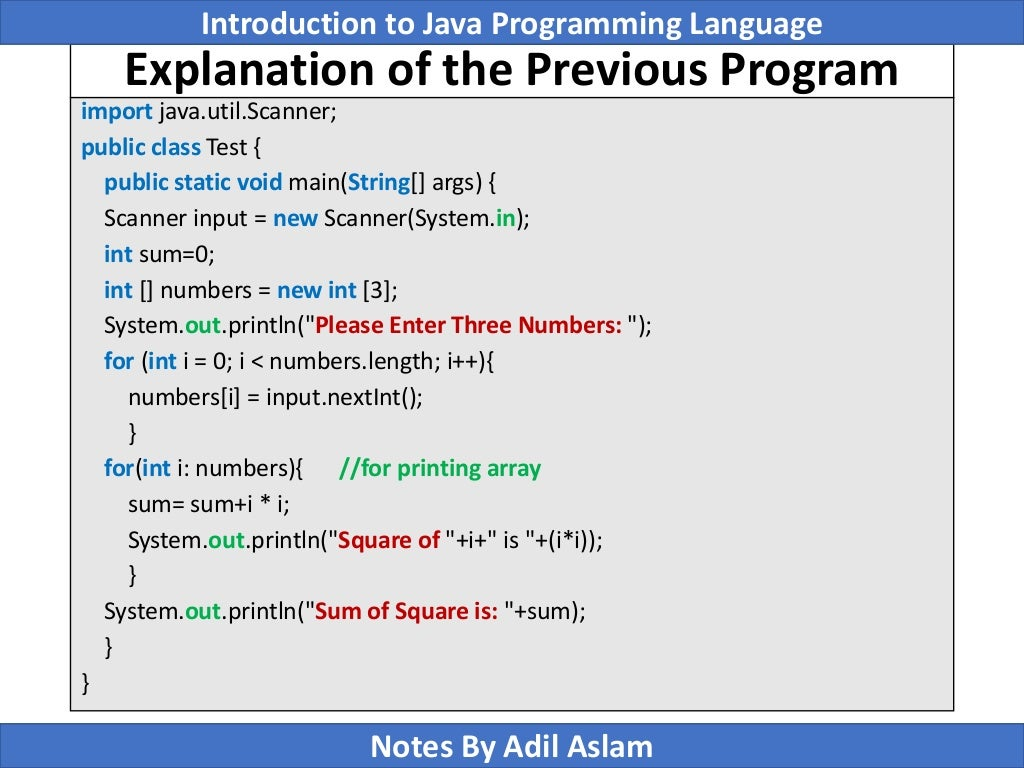 Introduction to Java Programming Language
Explanation of the Previous Program
import java.util.Scanner;
public class Test {
public static void main(String[] args) {
Scanner input = new Scanner(System.in);
int sum=0;
int [] numbers = new int [3];
System.out.println("Please Enter Three Numbers: ");
for (int i = 0; i < numbers.length; i++){
numbers[i] = input.nextInt();
}
for(int i: numbers){ //for printing array
sum= sum+i * i;
System.out.println("Square of "+i+" is "+(i*i));
}
System.out.println("Sum of Square is: "+sum);
}
}
Notes By Adil Aslam